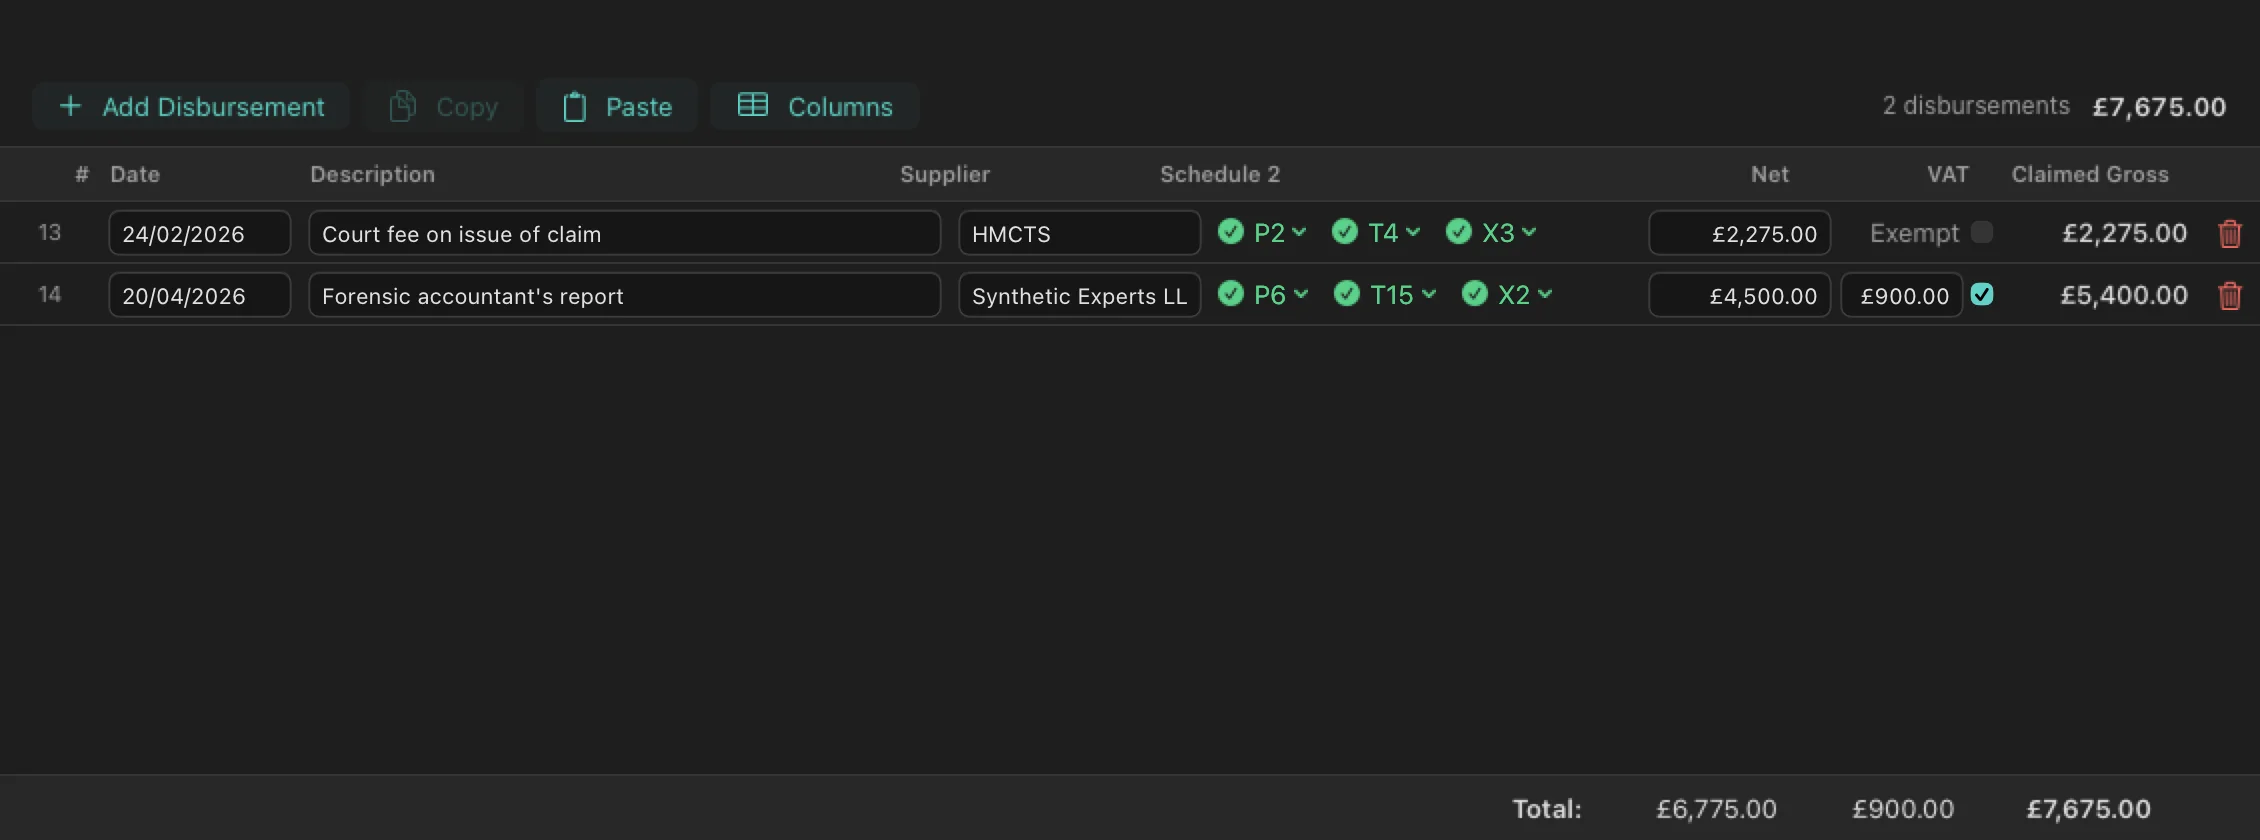 Add Disbursement Copy Paste Columns 2 disbursements £7,675.00
# Date Description Supplier Schedule 2 Net VAT Claimed Gross
13 24/02/2026 Court fee on issue of claim HMCTS P2 T4 X3 £2,275.00 Exempt £2,275.00
14 20/04/2026 Forensic accountant's report Synthetic Experts LL P6 T15 X2 £4,500.00 £900.00 £5,400.00
Total: £6,775.00 £900.00 £7,675.00